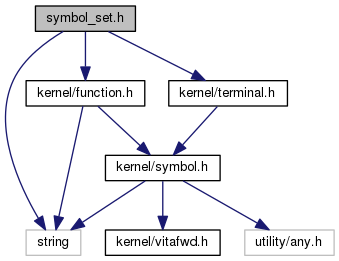 symbol_set.h
kernel/function.h
kernel/terminal.h
kernel/symbol.h
string
kernel/vitafwd.h
utility/any.h